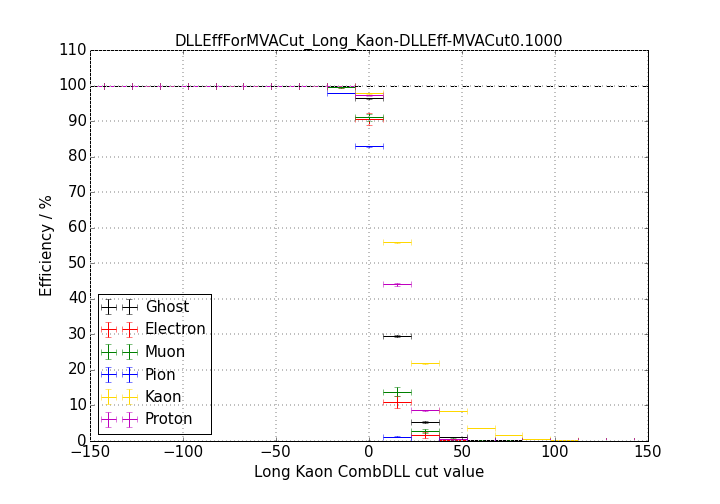 DLLEffForMVACut_Long_Kaon-DLLEff-MVACut0.1000
110
100
90
80
70
60
50
40
30
20
10
0
Efficiency / %
Ghost
Electron
Muon
Pion
Kaon
Proton
−150 −100 −50 0 50 100 150
Long Kaon CombDLL cut value